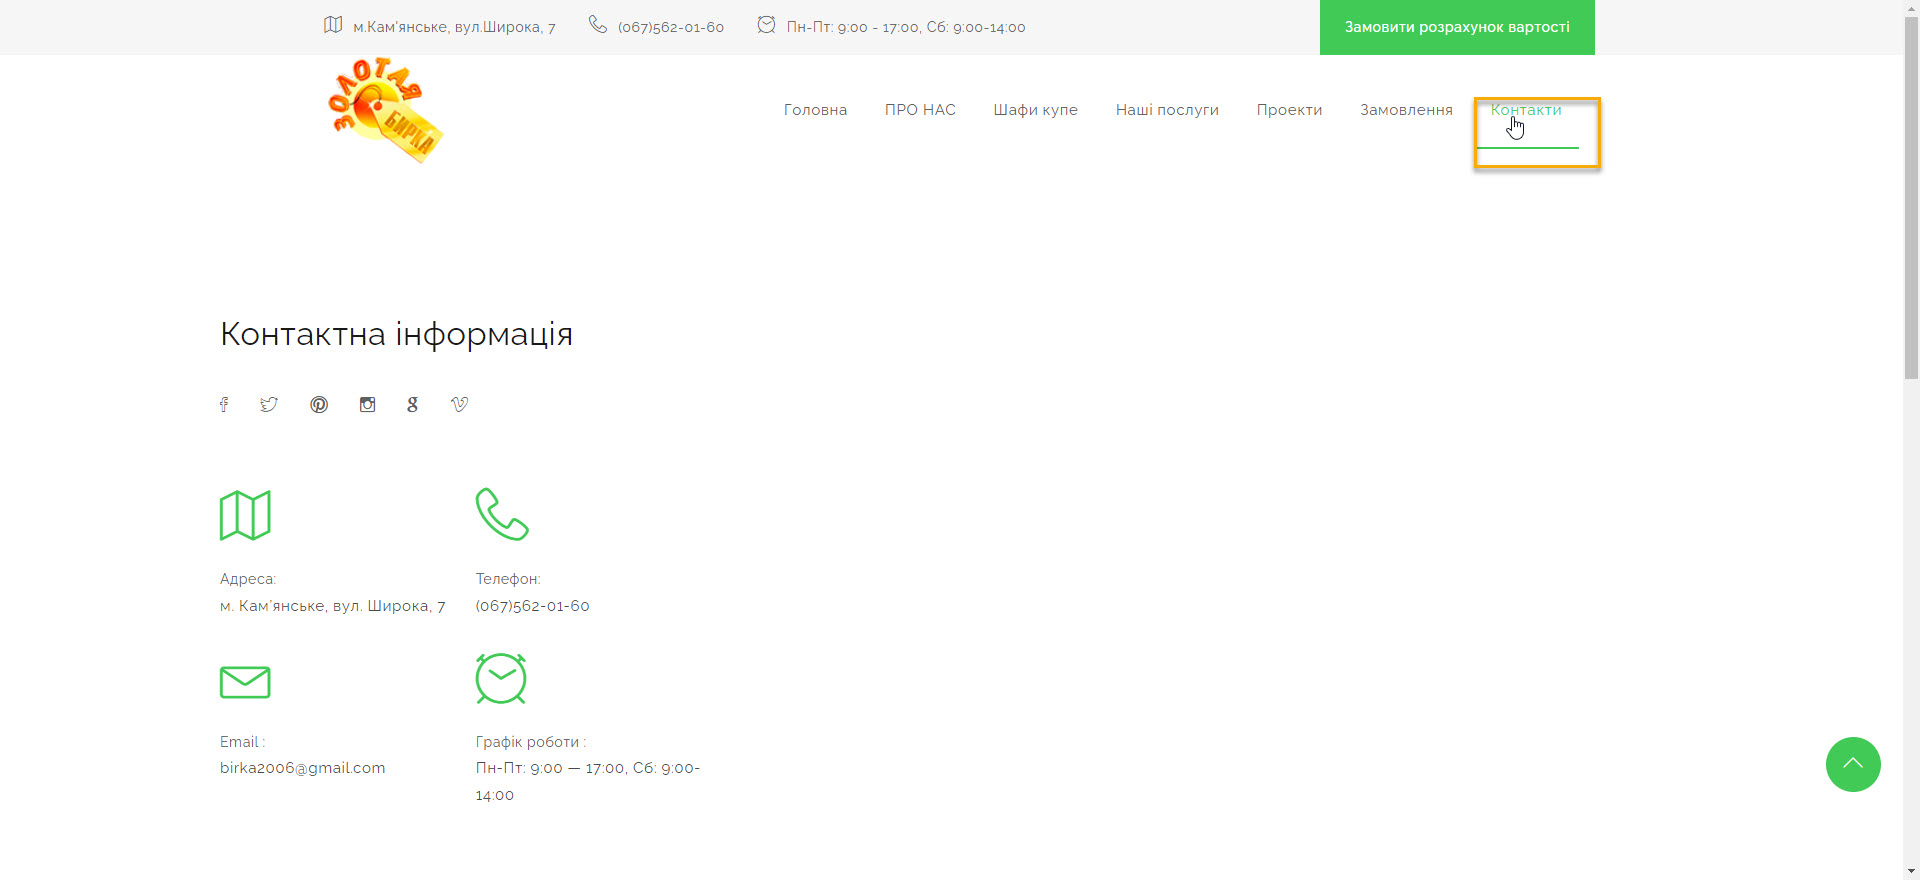 м.Кам'янське, вул.Широка, 7
(067)562-01-60
Пн-Пт: 9:00 - 17:00, Сб: 9:00-14:00
Замовити розрахунок вартості
ЗОЛОТАЯ
БИРКА
Головна
ПРО НАС
Шафи купе
Наші послуги
Проекти
Замовлення
Контакти
Контактна інформація
Адреса:
м. Кам'янське, вул. Широка, 7
Телефон:
(067)562-01-60
Email :
birka2006@gmail.com
Графік роботи :
Пн-Пт: 9:00 — 17:00, Сб: 9:00-
14:00